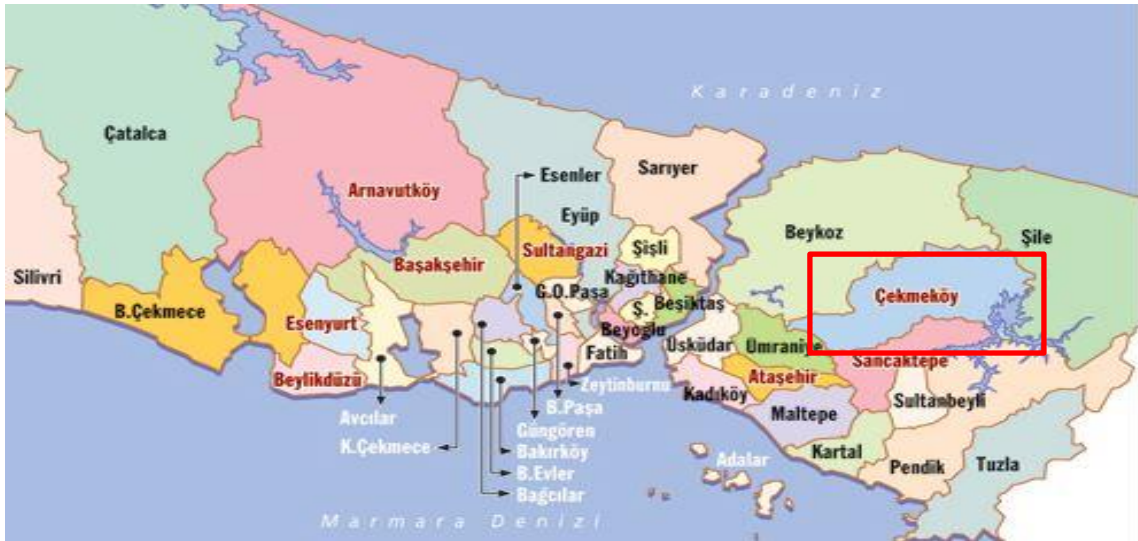 Karadeniz
Çatalca
Esenler
Sarıyer
Arnavutköy
Eyüp
Beykoz
Şile
Sultangazi
Şişli
Başakşehir
Silivri
Kağıthane
G.O.Paşa
Çekmeköy
B.Çekmece
Ş.
Beşiktaş
Esenyurt
Beyoğlu
Üsküdar
Ümraniye
Fatih
Sancaktepe
Ataşehir
Beylikdüzü
Zeytinburnu
Kadıköy
Sultanbeyli
B.Paşa
Maltepe
Avcılar
Güngören
K.Çekmece
Bakırköy
Kartal
Adalar
Pendik
Tuzla
B.Evler
Bağcılar
Marmara Denizi